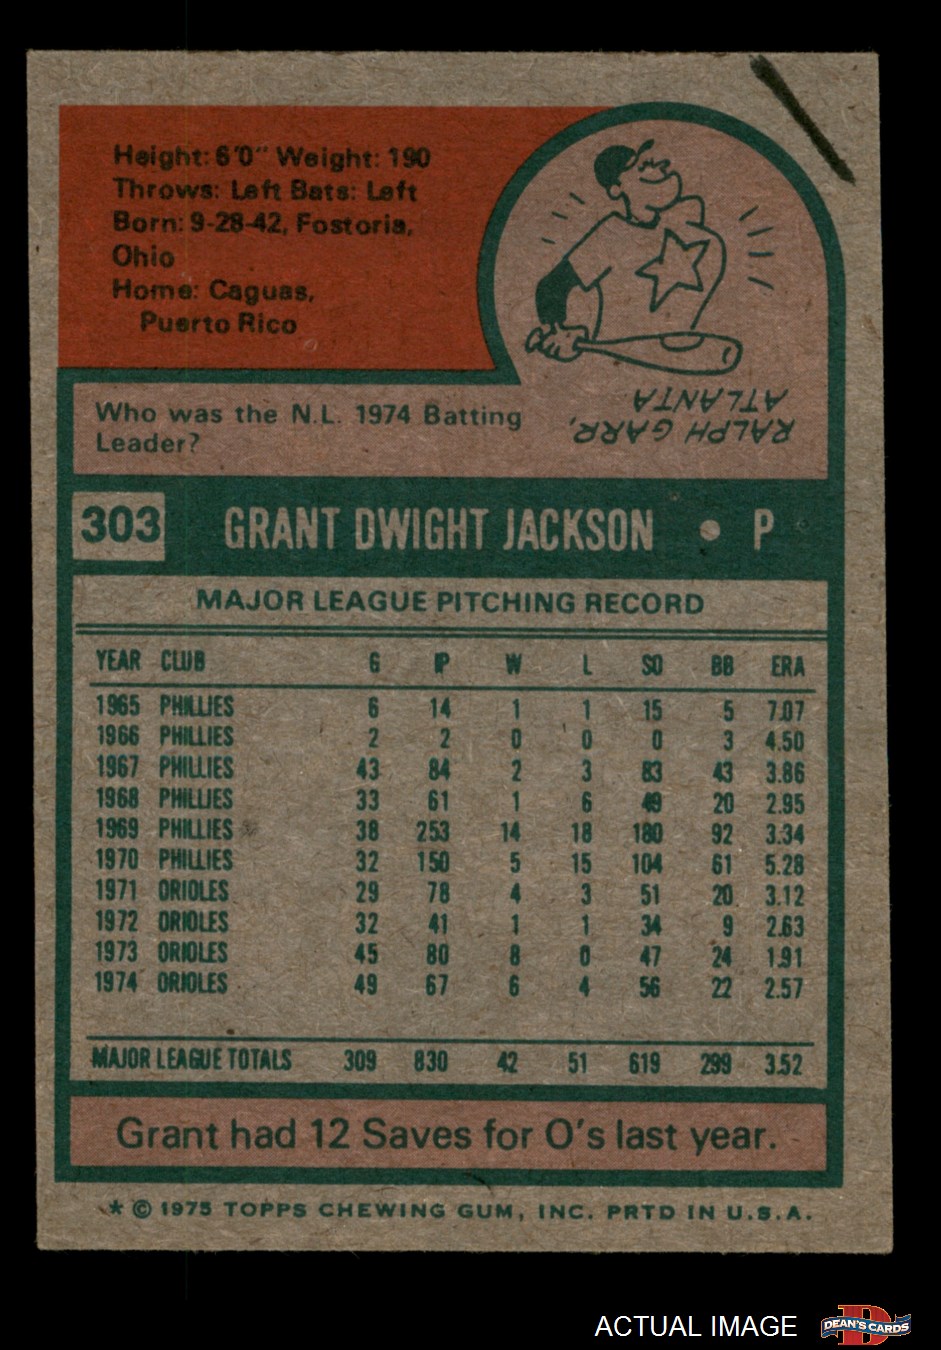 Height: 6'0" Weight: 190
Throws: Left Bats: Left
Born: 9-28-42, Fostoria,
Ohio
Home: Caguas,
Puerto Rico
Who was the N.L. 1974 Batting
Leader?
RALPH GARR,
ATLANTA
303 GRANT DWIGHT JACKSON • P
MAJOR LEAGUE PITCHING RECORD
YEAR CLUB G IP W L SO BB ERA
1965 PHILLIES 6 14 1 1 15 5 7.07
1966 PHILLIES 2 2 0 0 0 3 4.50
1967 PHILLIES 43 84 2 3 83 43 3.86
1968 PHILLIES 33 61 1 6 49 20 2.95
1969 PHILLIES 38 253 14 18 180 92 3.34
1970 PHILLIES 32 150 5 15 104 61 5.28
1971 ORIOLES 29 78 4 3 51 20 3.12
1972 ORIOLES 32 41 1 1 34 9 2.63
1973 ORIOLES 45 80 8 0 47 24 1.91
1974 ORIOLES 49 67 6 4 56 22 2.57
MAJOR LEAGUE TOTALS 309 830 42 51 619 299 3.52
Grant had 12 Saves for O's last year.
* © 1975 TOPPS CHEWING GUM, INC. PRTD IN U.S.A.
ACTUAL IMAGE
D
DEAN'S CARDS